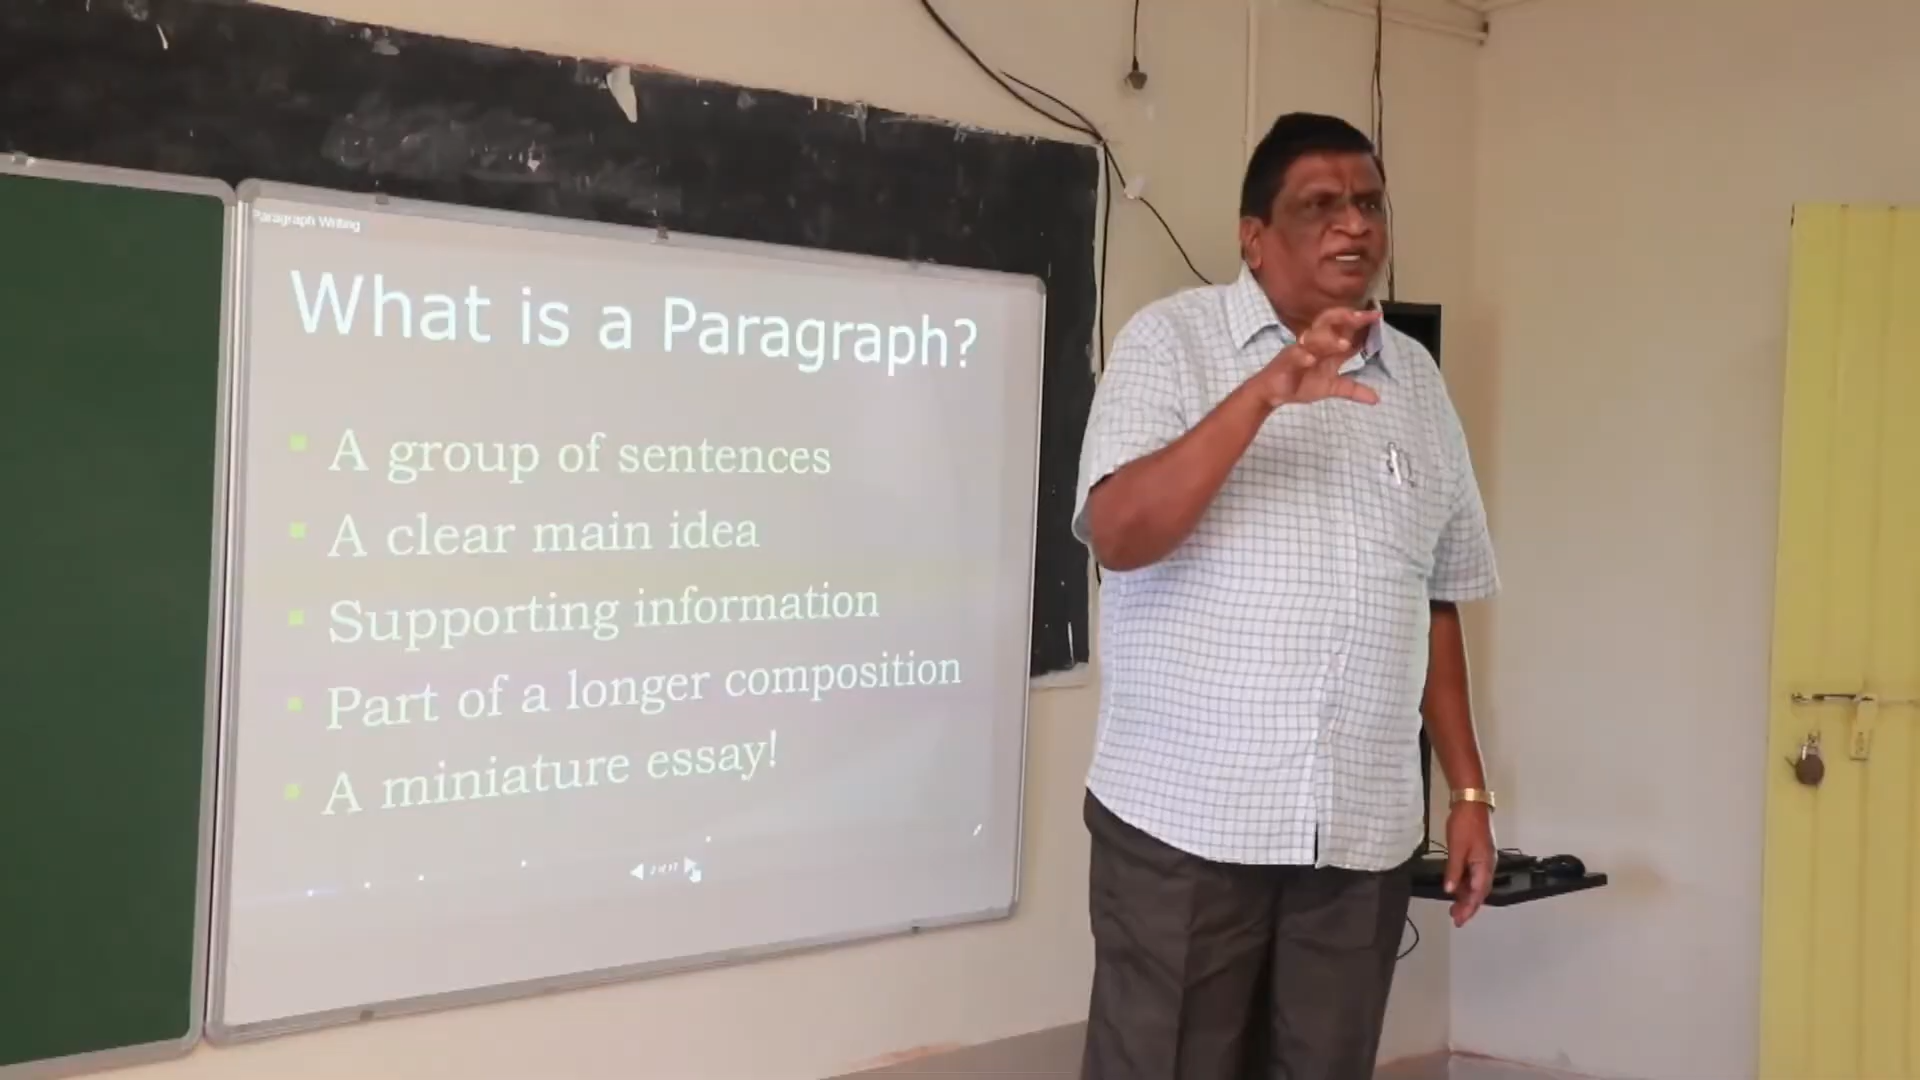 Paragraph Writing
What is a Paragraph?
A group of sentences
A clear main idea
Supporting information
Part of a longer composition
A miniature essay!